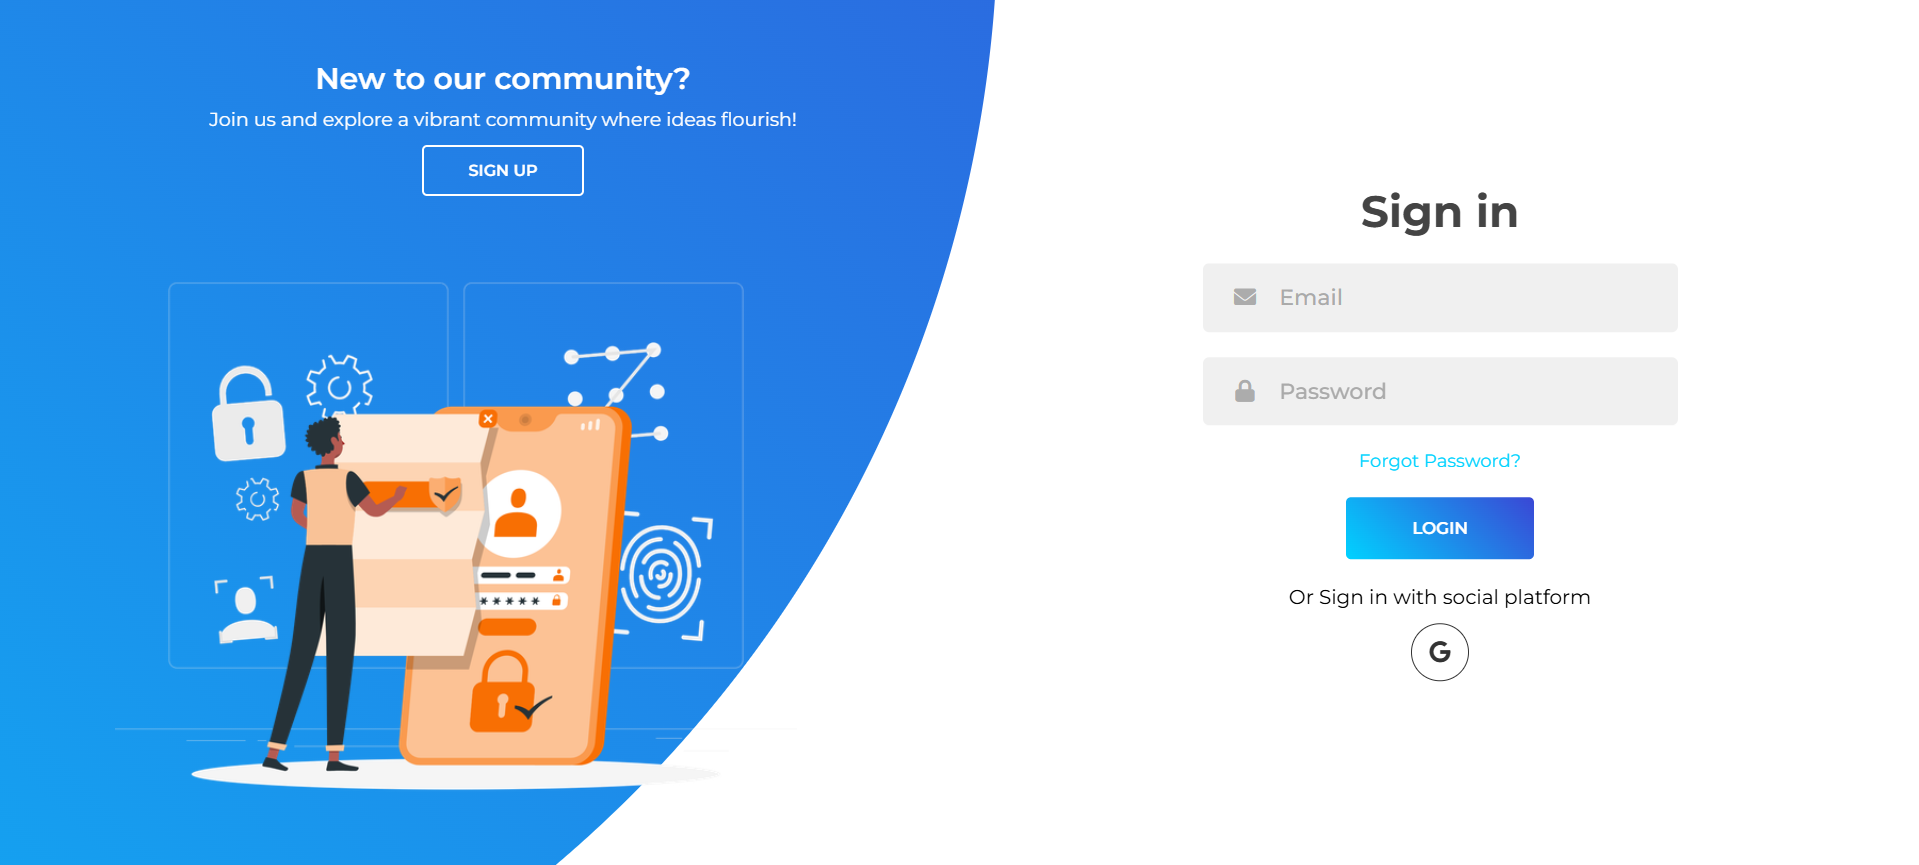 New to our community?
Join us and explore a vibrant community where ideas flourish!
SIGN UP
Sign in
Email
Password
Forgot Password?
LOGIN
Or Sign in with social platform
G
*****